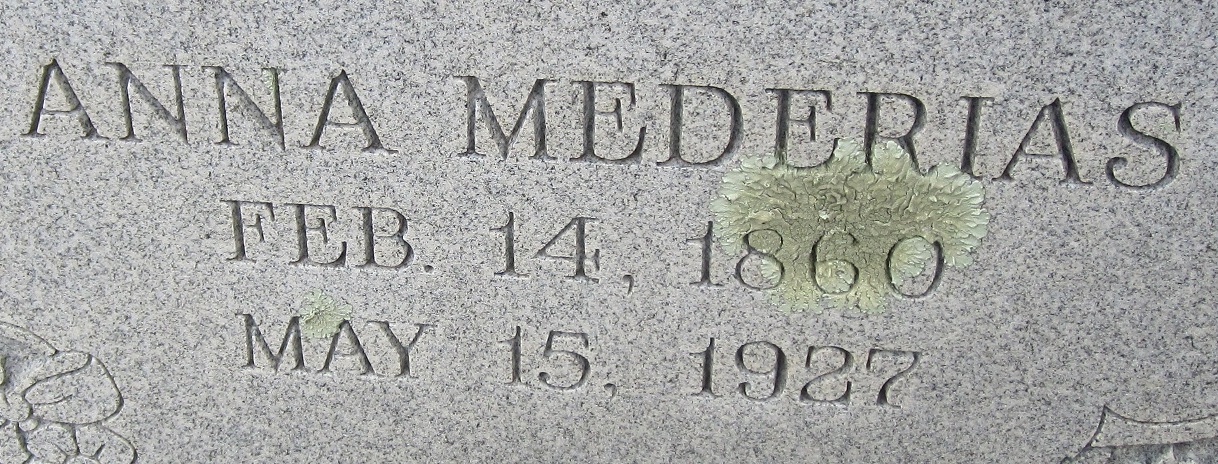 ANNA MEDERIAS
FEB. 14, 1860
MAY 15, 1927